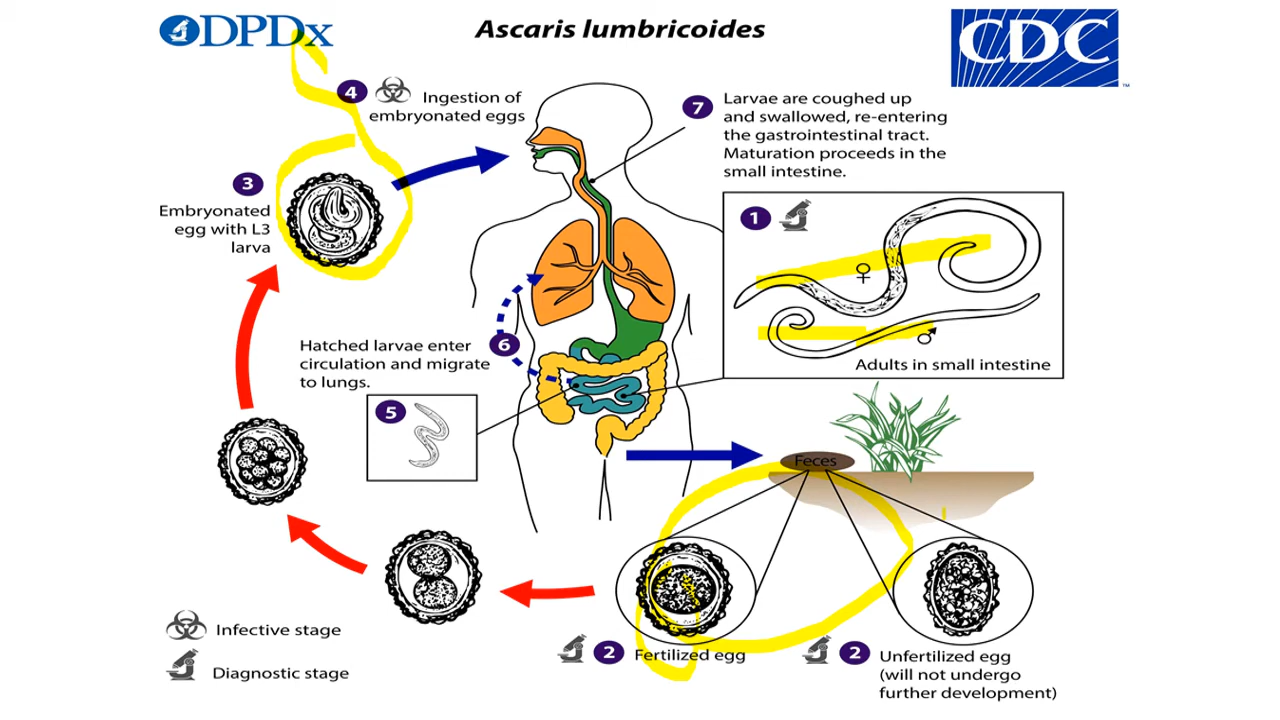 DPDx
Ascaris lumbricoides
CDC
™
4
Ingestion of
embryonated eggs
7
Larvae are coughed up
and swallowed, re-entering
the gastrointestinal tract.
Maturation proceeds in the
small intestine.
3
Embryonated
egg with L3
larva
1
♀
♂
Adults in small intestine
Hatched larvae enter
circulation and migrate
to lungs.
6
5
Feces
2
Fertilized egg
2
Unfertilized egg
(will not undergo
further development)
Infective stage
Diagnostic stage